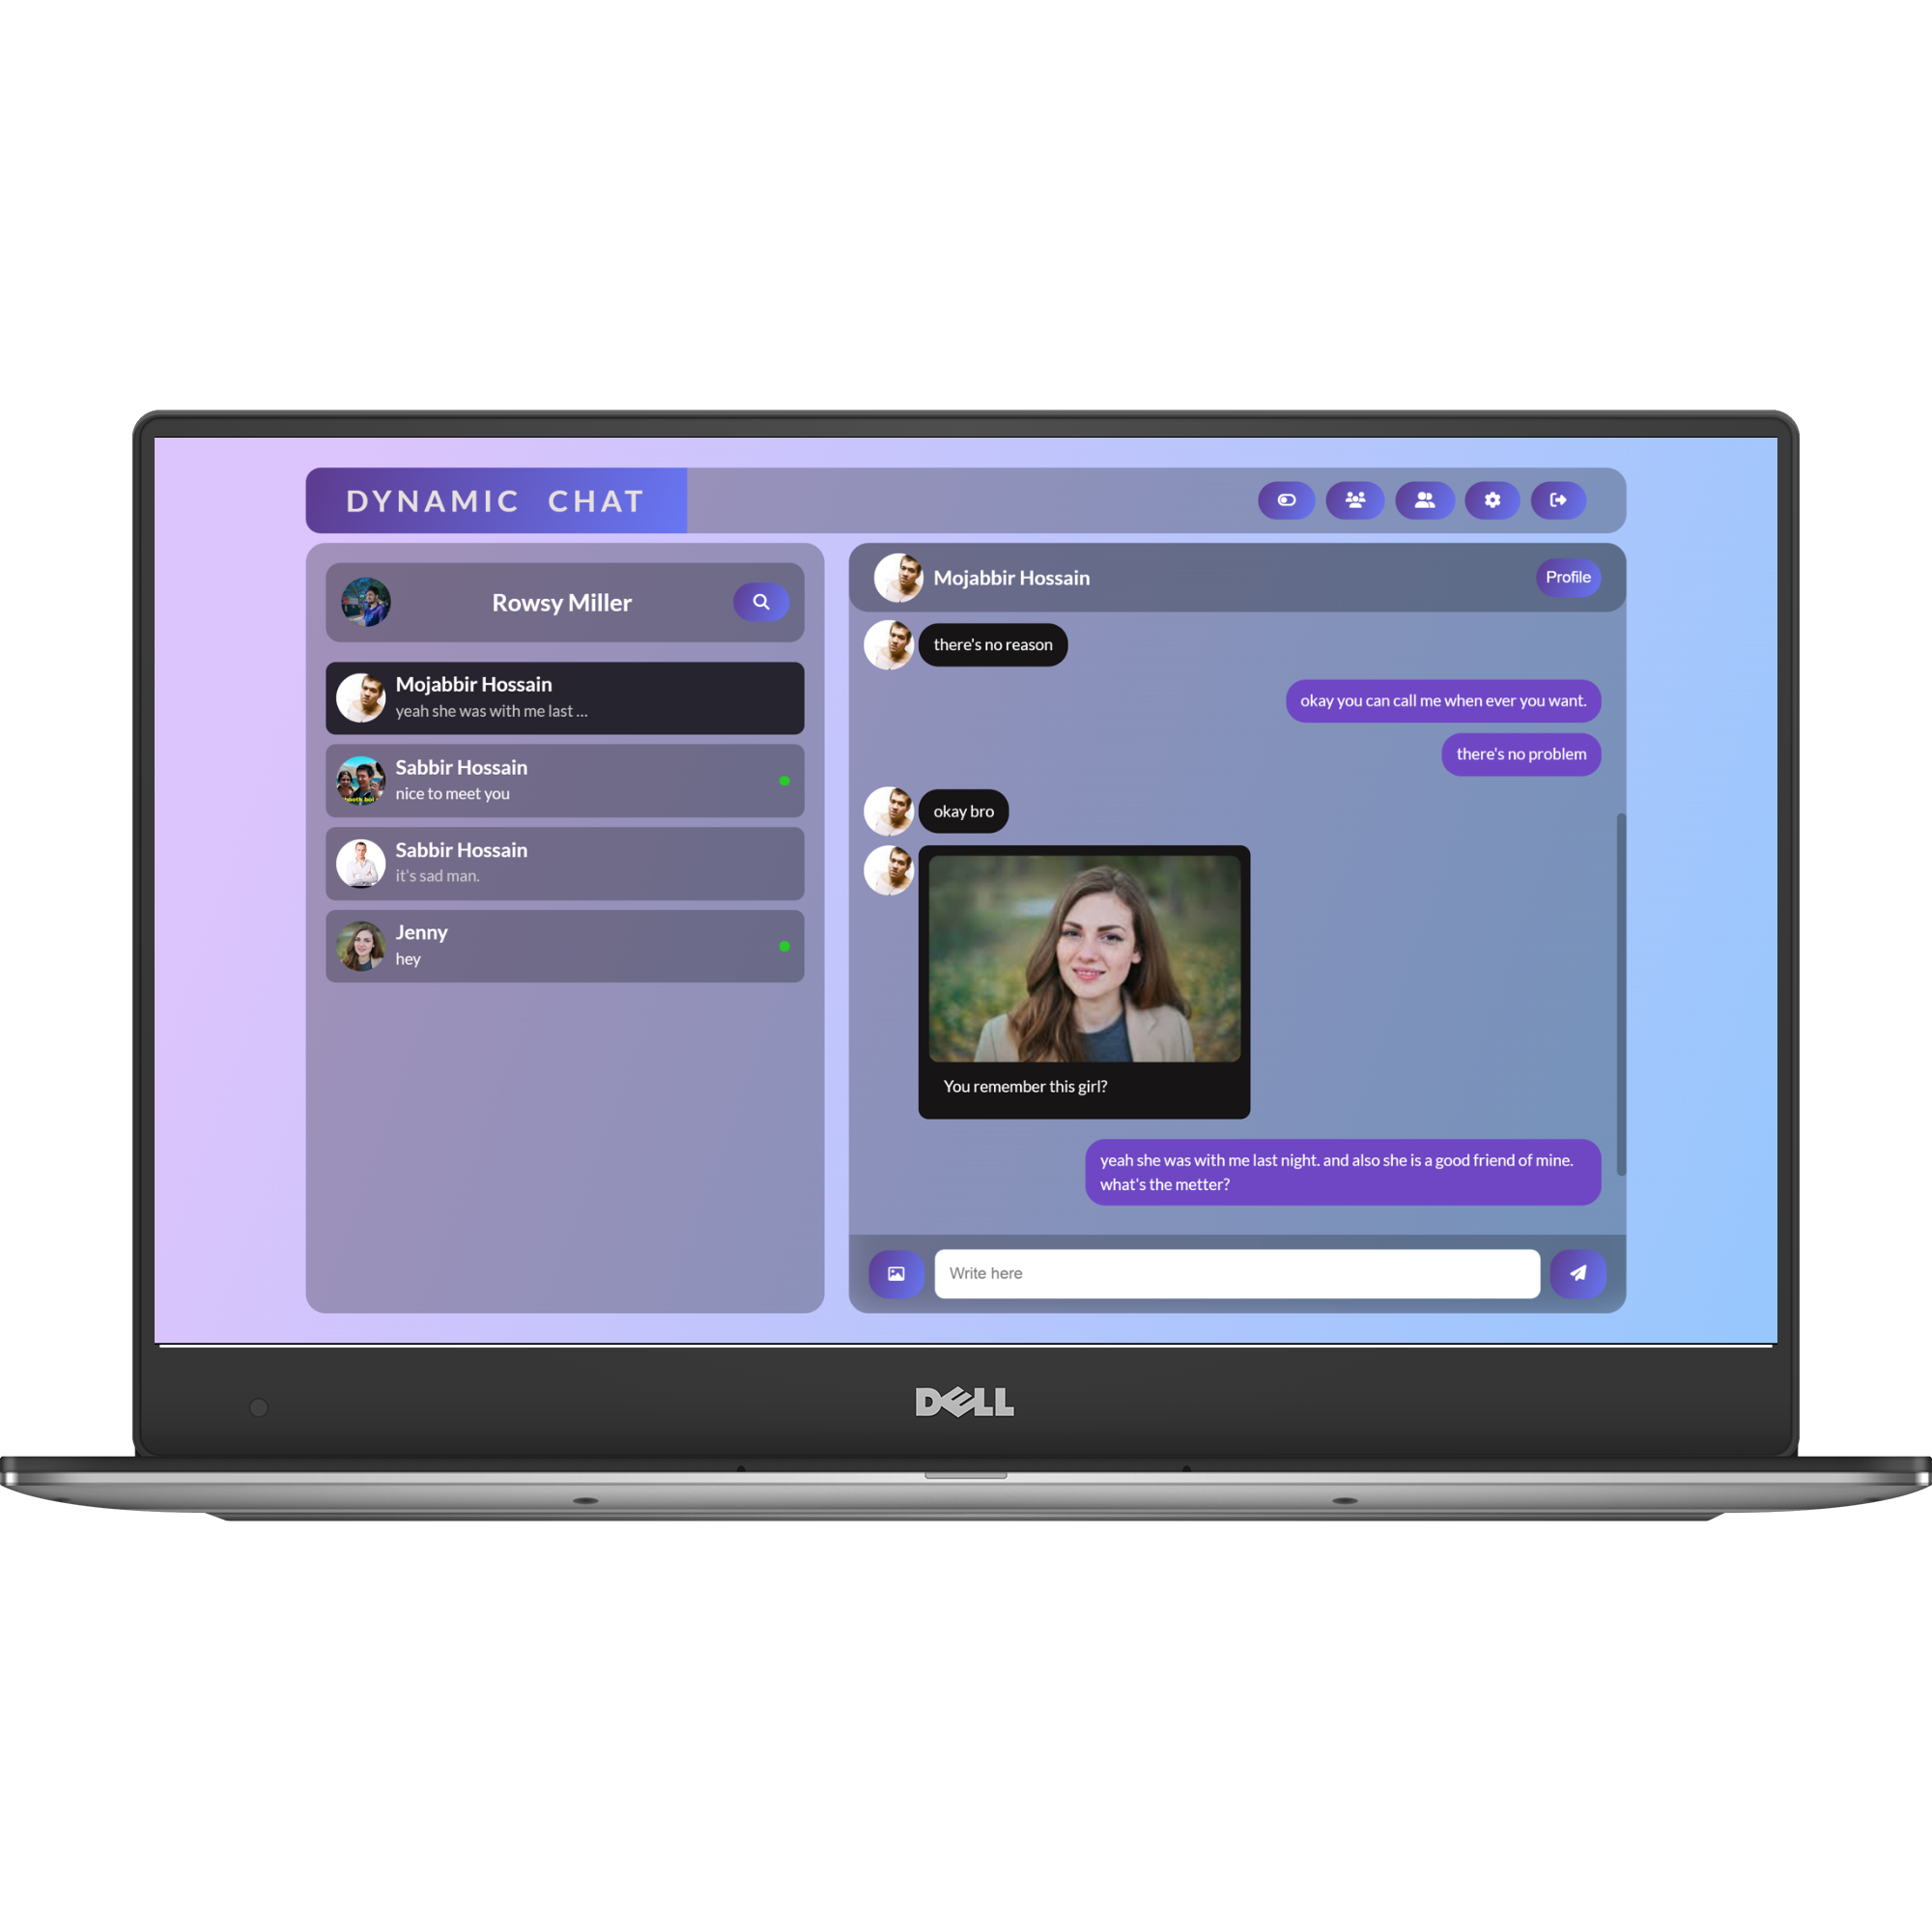 DYNAMIC CHAT
Rowsy Miller
Mojabbir Hossain
yeah she was with me last ...
Sabbir Hossain
nice to meet you
Sabbir Hossain
it's sad man.
Jenny
hey
Mojabbir Hossain
Profile
there's no reason
okay you can call me when ever you want.
there's no problem
okay bro
You remember this girl?
yeah she was with me last night. and also she is a good friend of mine.
what's the metter?
Write here
DELL